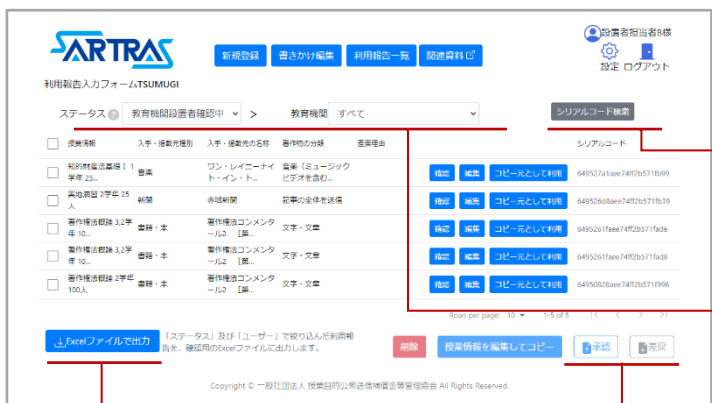 SARTRAS
新規登録 書きかけ編集 利用報告一覧 関連資料
設置者担当者B様
設定 ログアウト
利用報告入力フォームTSUMUGI
ステータス ? 教育機関設置者確認中 > 教育機関 すべて シリアルコード検索
授業情報 入手・掲載元種別 入手・掲載元の名称 著作物の分類 差戻理由 シリアルコード
知的財産法基礎Ⅰ 1 音楽 ワン・レイニーナイ 音楽（ミュージック 確認 編集 コピー元として利用 649527a1aee74ff2b571fb99
学年 25... ト・イン・ト... ビデオを含む...
実地演習 2学年 25 新聞 赤城新聞 記事の全体を送信 確認 編集 コピー元として利用 649526d8aee74ff2b571fb39
人
著作権法概論 3,2学 書籍・本 著作権法コンメンタ 文字・文章 確認 編集 コピー元として利用 6495261faee74ff2b571fade
年 10... ール2 [第...
著作権法概論 3,2学 書籍・本 著作権法コンメンタ 文字・文章 確認 編集 コピー元として利用 6495261faee74ff2b571fad8
年 10... ール2 [第...
著作権法概論 2学年 書籍・本 著作権法コンメンタ 文字・文章 確認 編集 コピー元として利用 64950828aee74ff2b571f996
100人 ール2 [第...
Rows per page: 10 1-5 of 5 |< < > >|
Excelファイルで出力 「ステータス」及び「ユーザー」で絞り込んだ利用報
告を、確認用のExcelファイルに出力します。
削除 授業情報を編集してコピー 承認 差戻
Copyright © 一般社団法人 授業目的公衆送信補償金等管理協会 All Rights Reserved.